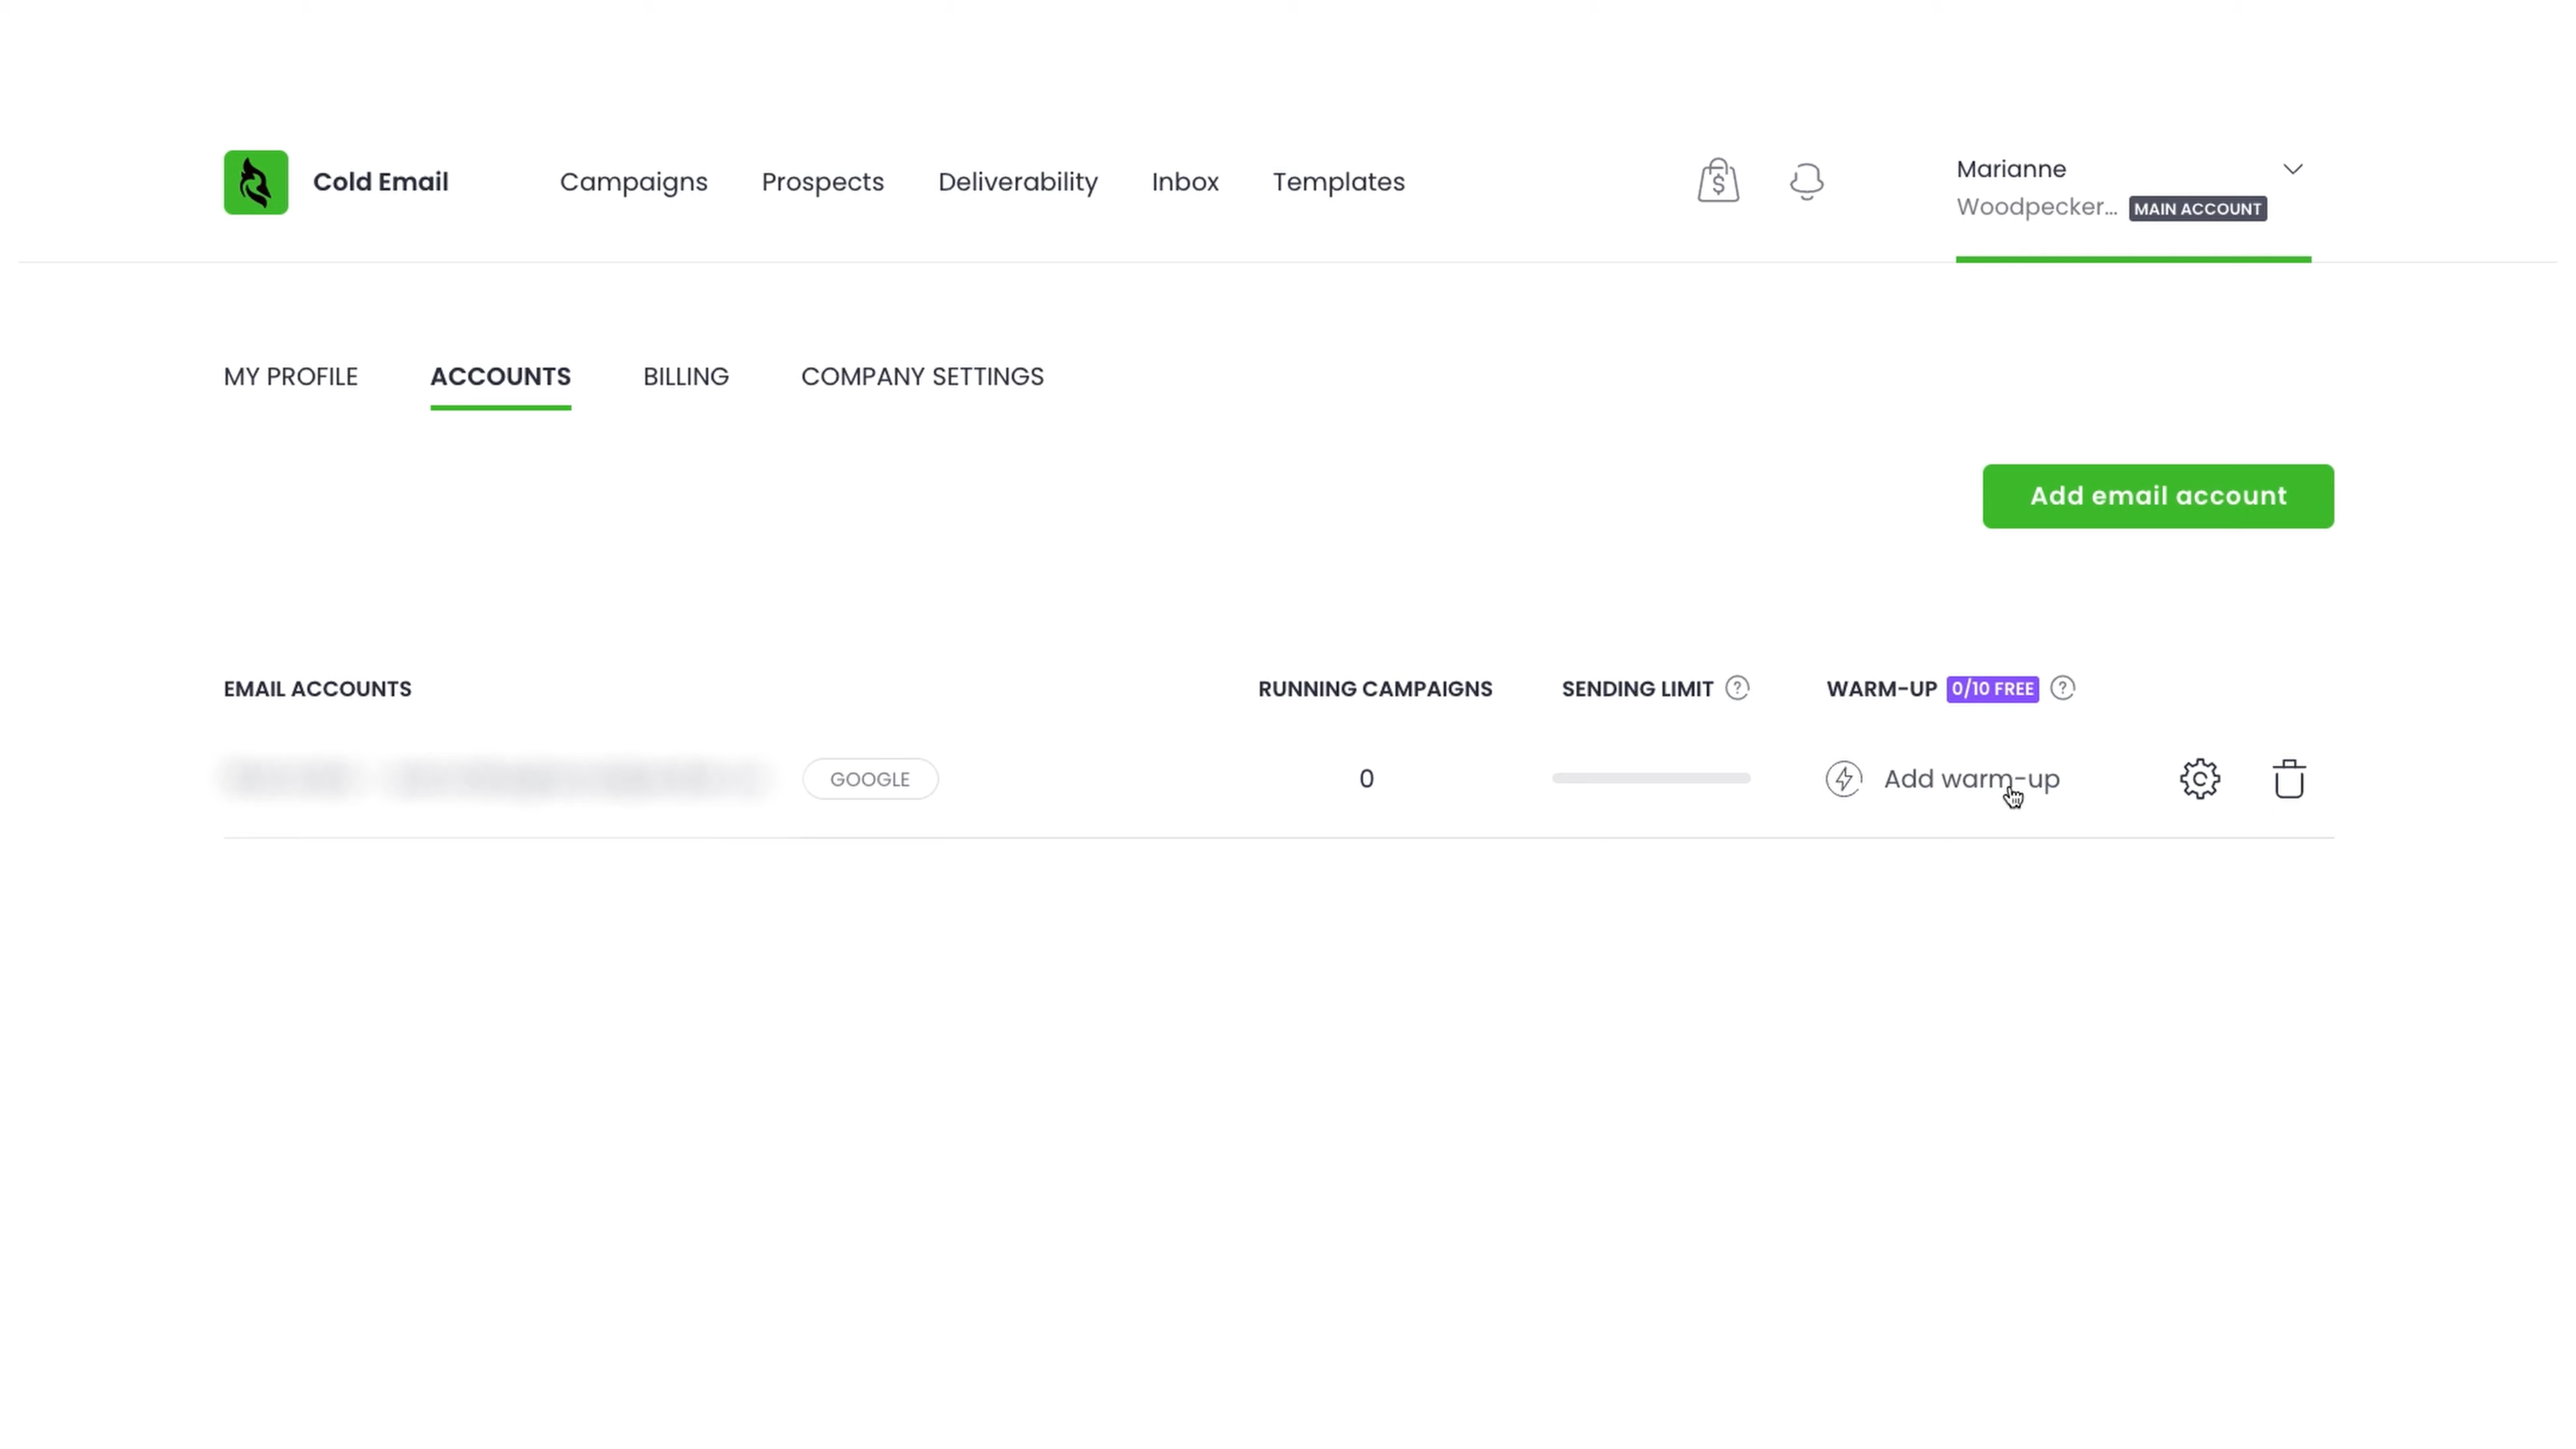 Cold Email
Campaigns
Prospects
Deliverability
Inbox
Templates
Marianne
Woodpecker... MAIN ACCOUNT
MY PROFILE
ACCOUNTS
BILLING
COMPANY SETTINGS
Add email account
EMAIL ACCOUNTS
RUNNING CAMPAIGNS
SENDING LIMIT
WARM-UP 0/10 FREE
GOOGLE
0
Add warm-up